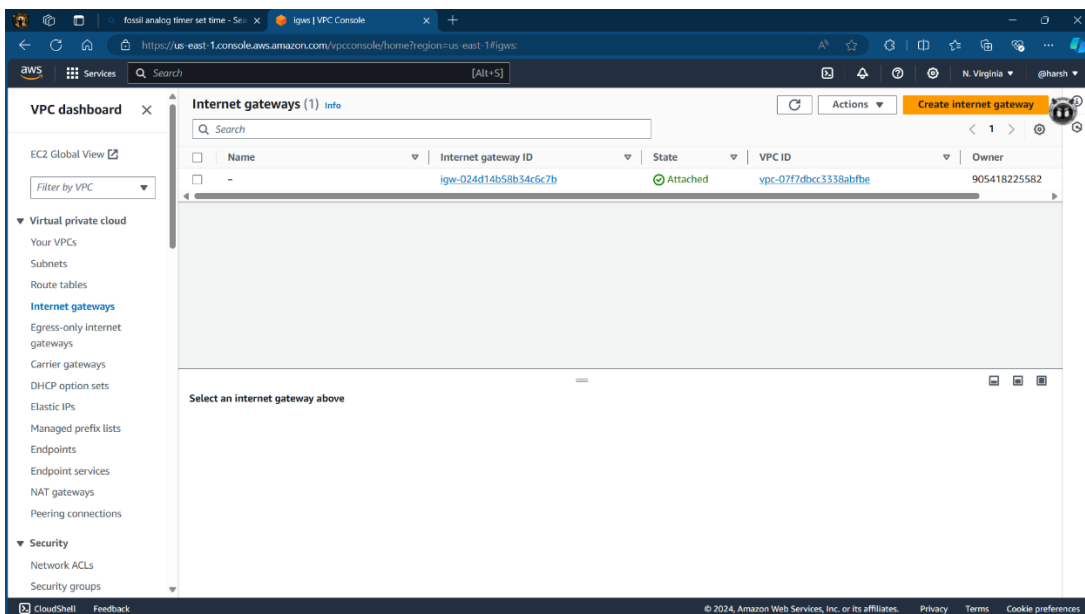 fossil analog timer set time - Sea
igws | VPC Console
https://us-east-1.console.aws.amazon.com/vpcconsole/home?region=us-east-1#igws:
aws
Services
Search
[Alt+S]
N. Virginia
@harsh
VPC dashboard
EC2 Global View
Filter by VPC
Virtual private cloud
Your VPCs
Subnets
Route tables
Internet gateways
Egress-only internet
gateways
Carrier gateways
DHCP option sets
Elastic IPs
Managed prefix lists
Endpoints
Endpoint services
NAT gateways
Peering connections
Security
Network ACLs
Security groups
Internet gateways (1) Info
Actions
Create internet gateway
Search
1
Name
Internet gateway ID
State
VPC ID
Owner
–
igw-024d14b58b34c6c7b
Attached
vpc-07f7dbcc3338abfbe
905418225582
Select an internet gateway above
CloudShell
Feedback
© 2024, Amazon Web Services, Inc. or its affiliates.
Privacy
Terms
Cookie preferences